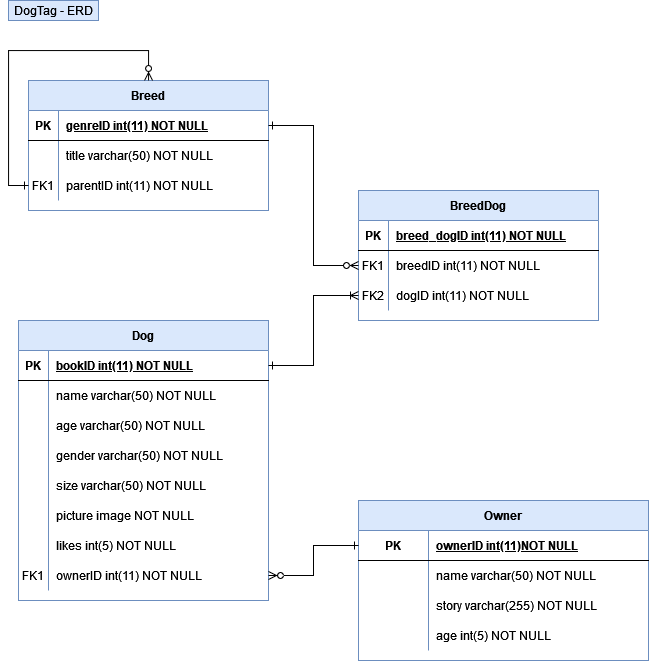 DogTag - ERD
Breed
PK genreID int(11) NOT NULL
title varchar(50) NOT NULL
FK1 parentID int(11) NOT NULL
BreedDog
PK breed_dogID int(11) NOT NULL
FK1 breedID int(11) NOT NULL
FK2 dogID int(11) NOT NULL
Dog
PK bookID int(11) NOT NULL
name varchar(50) NOT NULL
age varchar(50) NOT NULL
gender varchar(50) NOT NULL
size varchar(50) NOT NULL
picture image NOT NULL
likes int(5) NOT NULL
FK1 ownerID int(11) NOT NULL
Owner
PK ownerID int(11)NOT NULL
name varchar(50) NOT NULL
story varchar(255) NOT NULL
age int(5) NOT NULL